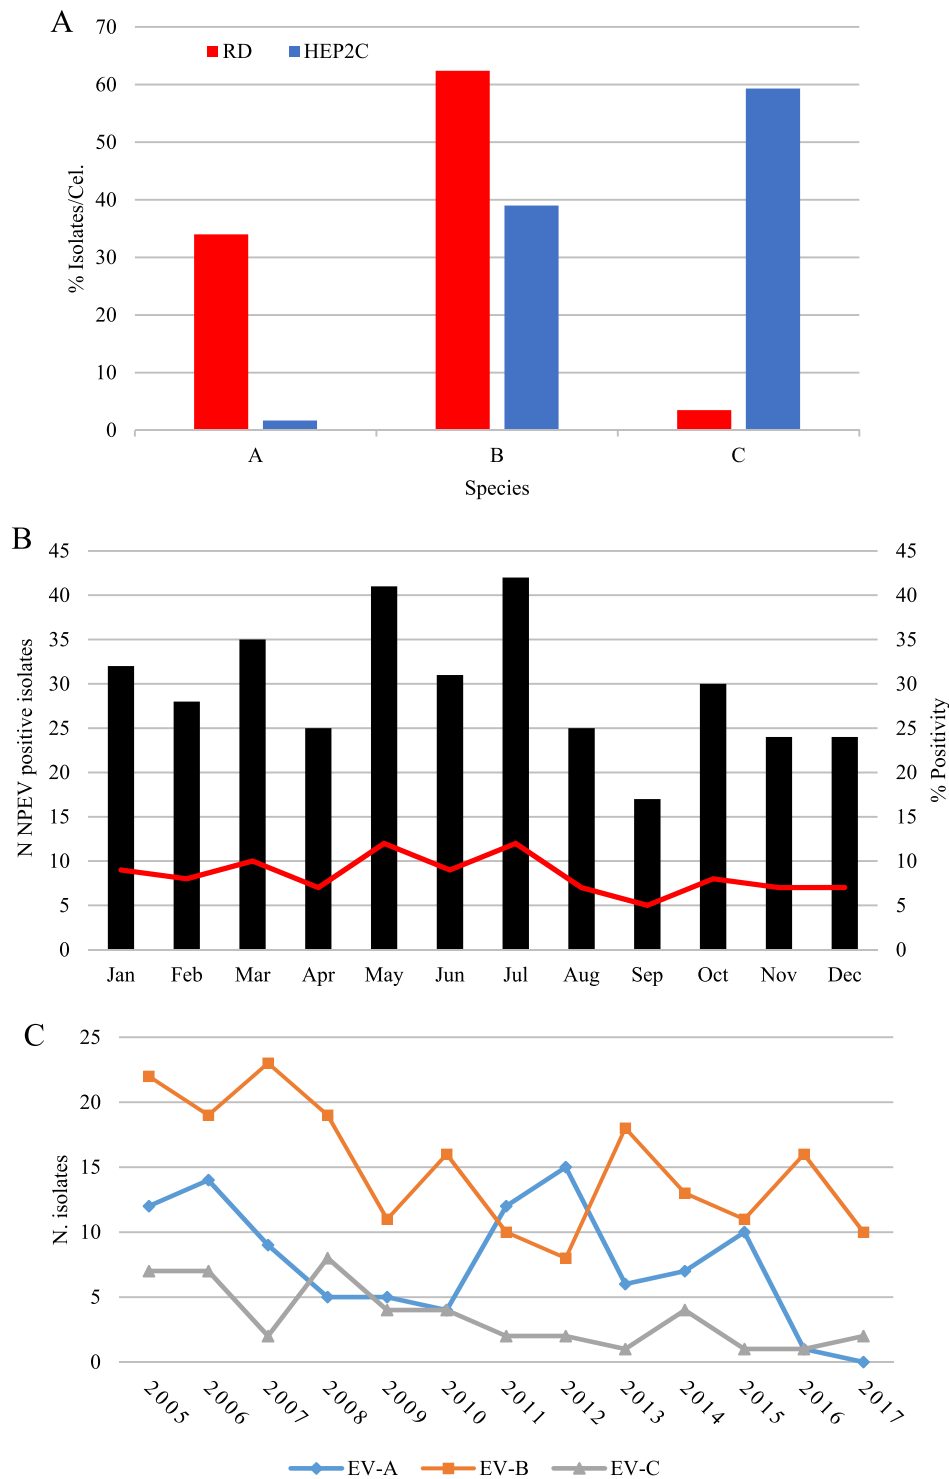 A
70
60
50
40
30
20
10
0
% Isolates/Cel.
RD HEP2C
A B C
Species
B
45 45
40 40
35 35
30 30
25 25
20 20
15 15
10 10
5 5
0 0
N NPEV positive isolates
% Positivity
Jan Feb Mar Apr May Jun Jul Aug Sep Oct Nov Dec
C
25
20
15
10
5
0
N. isolates
2005 2006 2007 2008 2009 2010 2011 2012 2013 2014 2015 2016 2017
EV-A EV-B EV-C